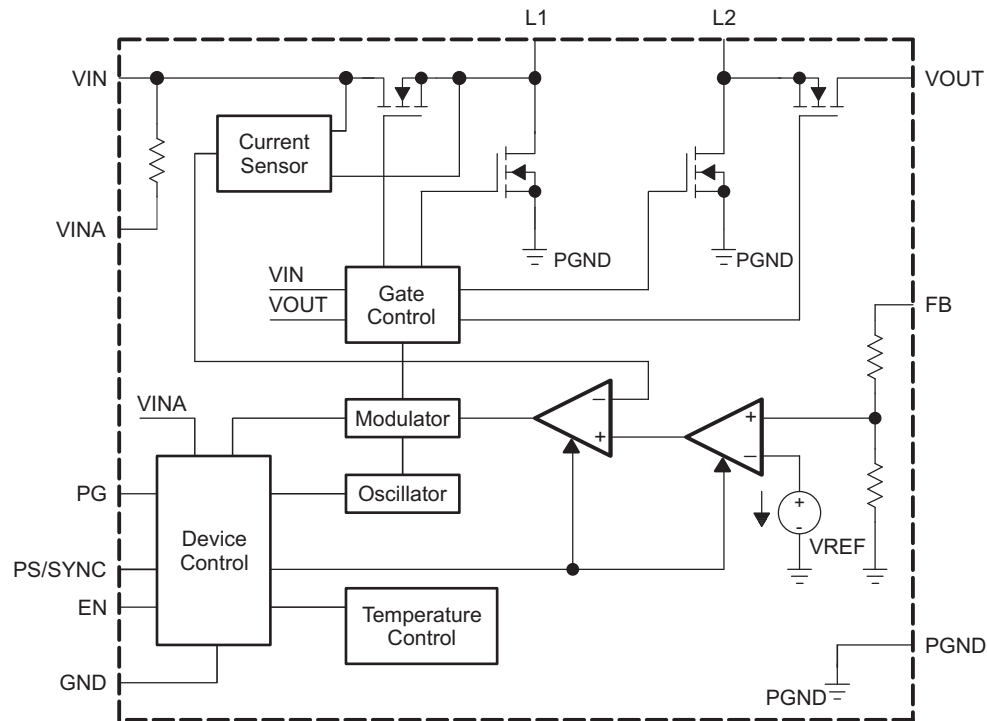 L1
L2
VIN
VOUT
Current
Sensor
VINA
PGND
PGND
VIN
VOUT
Gate
Control
FB
VINA
Modulator
−
+
+
−
PG
Oscillator
Device
Control
+
-
VREF
PS/SYNC
EN
Temperature
Control
GND
PGND
PGND